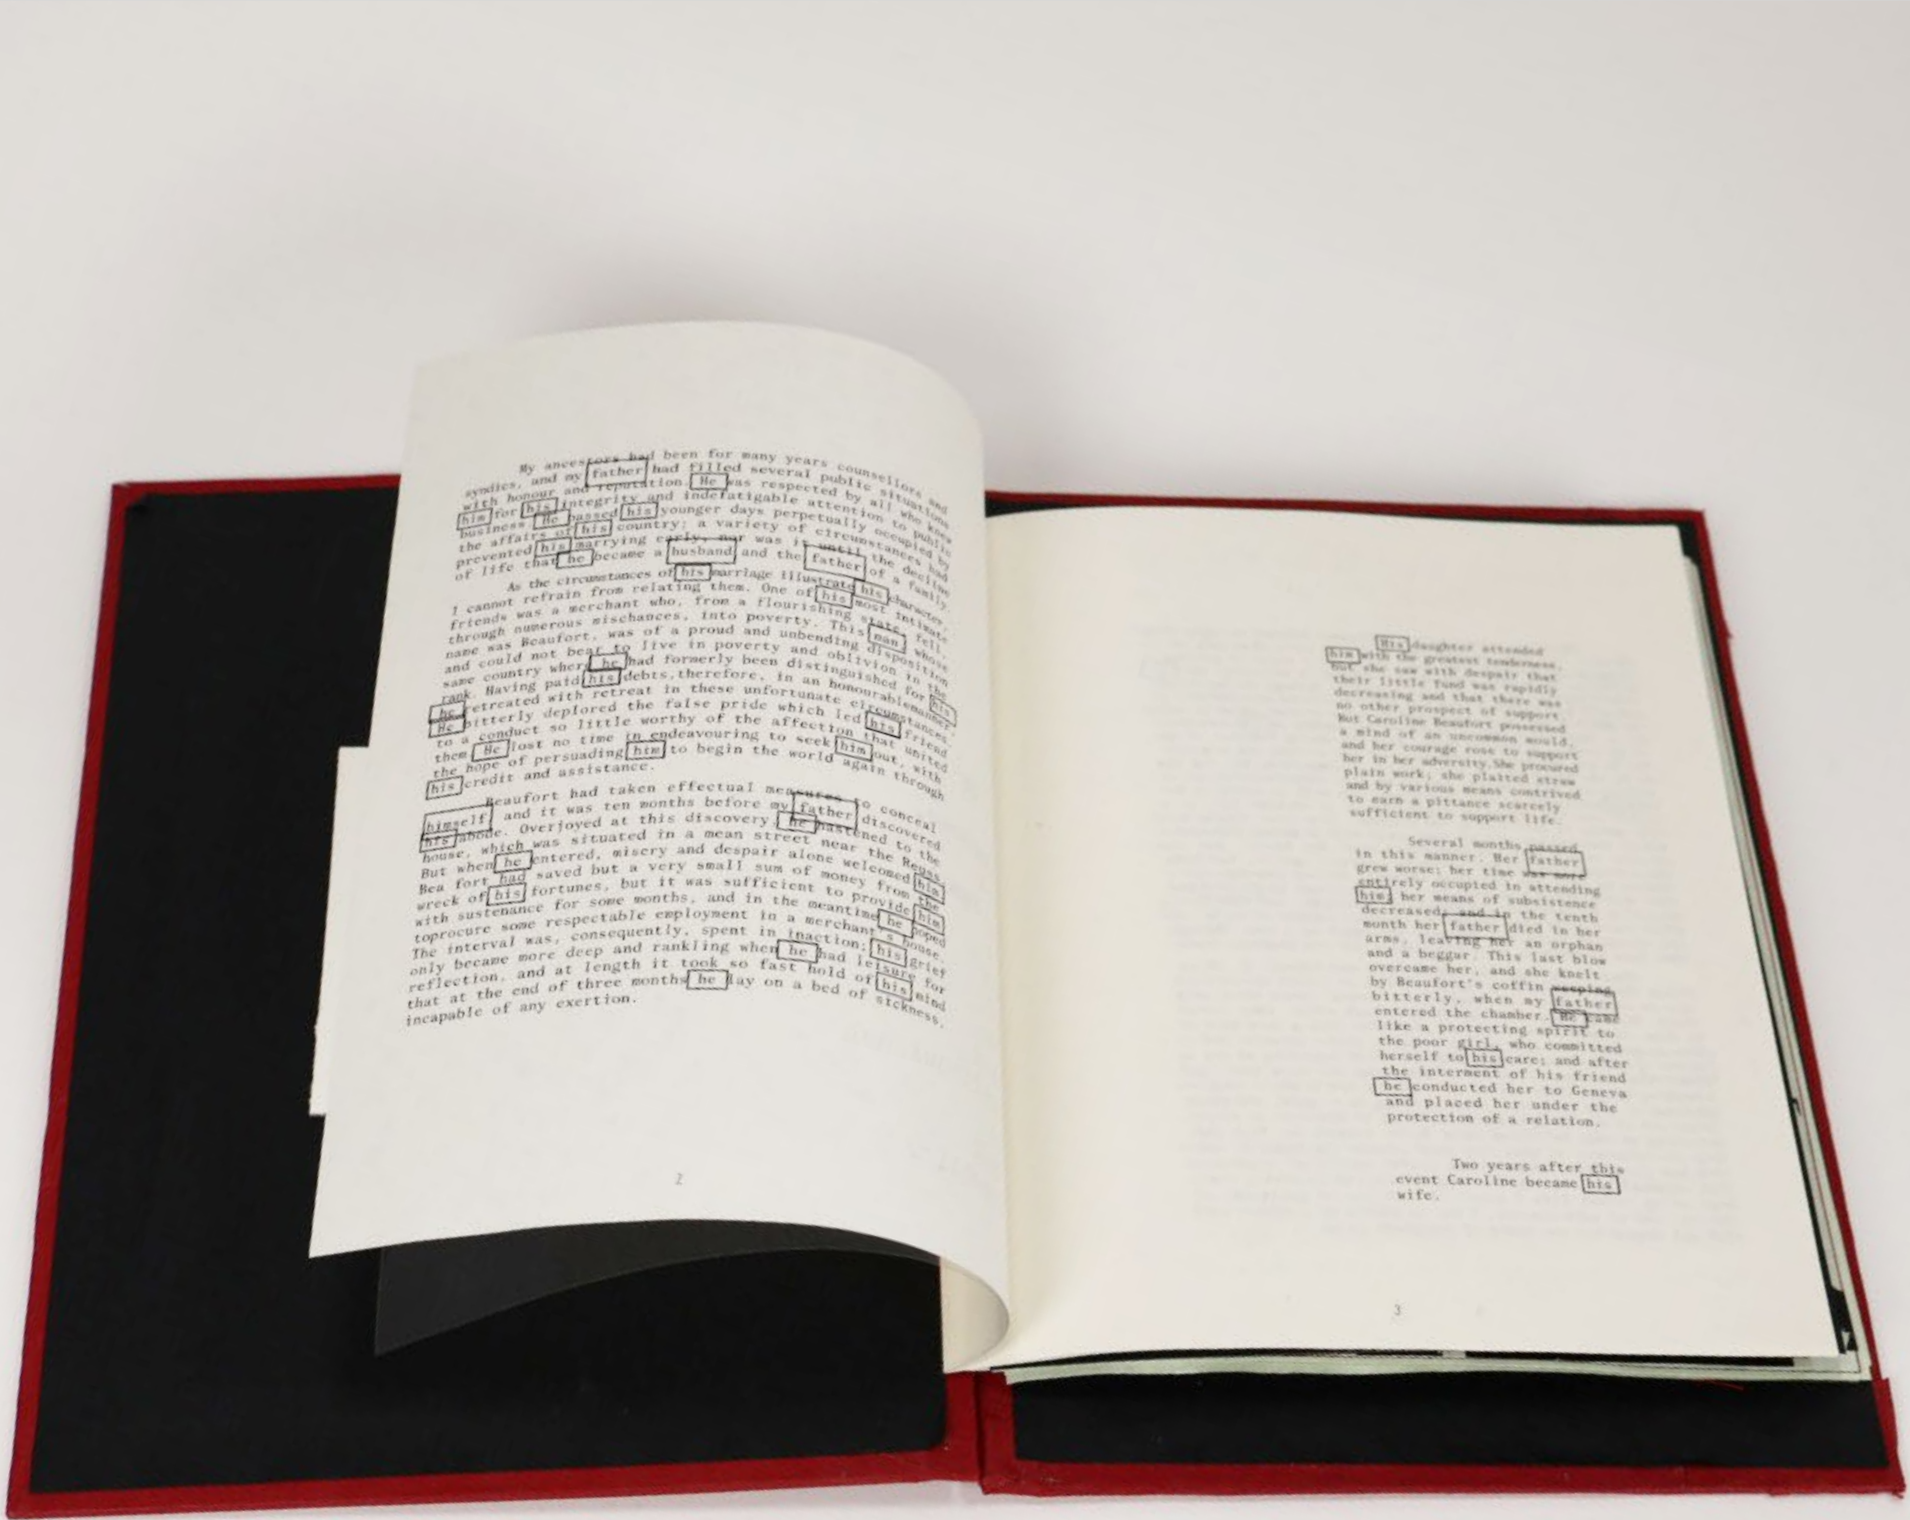 My ancestors had been for many years counsellors and
syndics, and my father had filled several public situations
with honour and reputation. He was respected by all who knew
him for his integrity and indefatigable attention to public
business. He passed his younger days perpetually occupied by
the affairs of his country; a variety of circumstances had
prevented his marrying early, nor was it until the decline
of life that he became a husband and the father of a family.
As the circumstances of his marriage illustrate his character,
I cannot refrain from relating them. One of his most intimate
friends was a merchant who, from a flourishing state, fell,
through numerous mischances, into poverty. This man, whose
name was Beaufort, was of a proud and unbending disposition
and could not bear to live in poverty and oblivion in the
same country where he had formerly been distinguished for his
rank. Having paid his debts,therefore, in an honourablemanner,
he retreated with retreat in these unfortunate circumstances.
He bitterly deplored the false pride which led his friend
to a conduct so little worthy of the affection that united
them. He lost no time in endeavouring to seek him out, with
the hope of persuading him to begin the world again through
his credit and assistance.
Beaufort had taken effectual measures to conceal
himself, and it was ten months before my father discovered
his abode. Overjoyed at this discovery, he hastened to the
house, which was situated in a mean street near the Reuss.
But when he entered, misery and despair alone welcomed him.
Bea fort had saved but a very small sum of money from the
wreck of his fortunes, but it was sufficient to provide him
with sustenance for some months, and in the meantime he hoped
toprocure some respectable employment in a merchant's house.
The interval was, consequently, spent in inaction; his grief
only became more deep and rankling when he had leisure for
reflection, and at length it took so fast hold of his mind
that at the end of three months he lay on a bed of sickness,
incapable of any exertion.
2
His daughter attended
him with the greatest tenderness,
but she saw with despair that
their little fund was rapidly
decreasing and that there was
no other prospect of support.
But Caroline Beaufort possessed
a mind of an uncommon mould,
and her courage rose to support
her in her adversity.She procured
plain work; she plaited straw
and by various means contrived
to earn a pittance scarcely
sufficient to support life.
Several months passed
in this manner. Her father
grew worse; her time was more
entirely occupied in attending
him; her means of subsistence
decreased; and in the tenth
month her father died in her
arms, leaving her an orphan
and a beggar. This last blow
overcame her, and she knelt
by Beaufort's coffin weeping
bitterly, when my father
entered the chamber. He came
like a protecting spirit to
the poor girl, who committed
herself to his care; and after
the interment of his friend
he conducted her to Geneva
and placed her under the
protection of a relation.
Two years after this
event Caroline became his
wife.
3